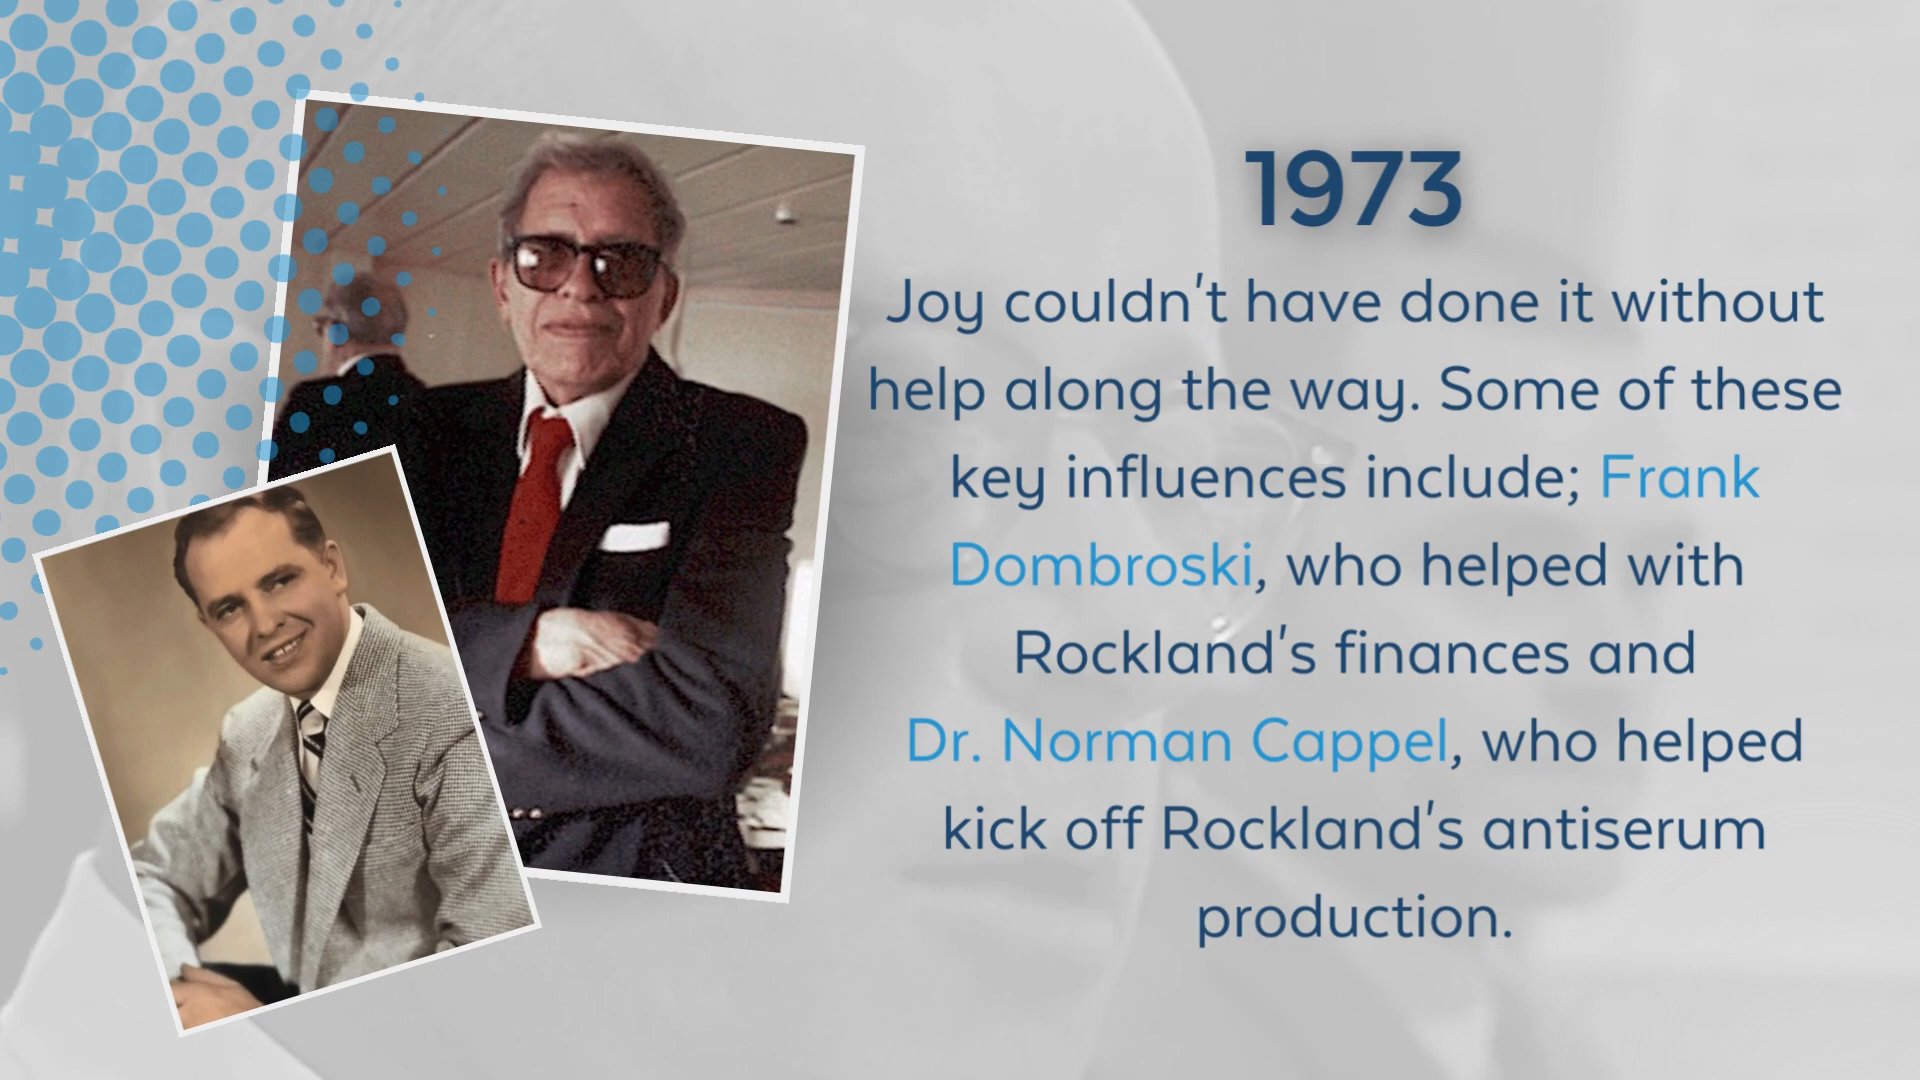 1973
Joy couldn't have done it without
help along the way. Some of these
key influences include; Frank
Dombroski, who helped with
Rockland's finances and
Dr. Norman Cappel, who helped
kick off Rockland's antiserum
production.